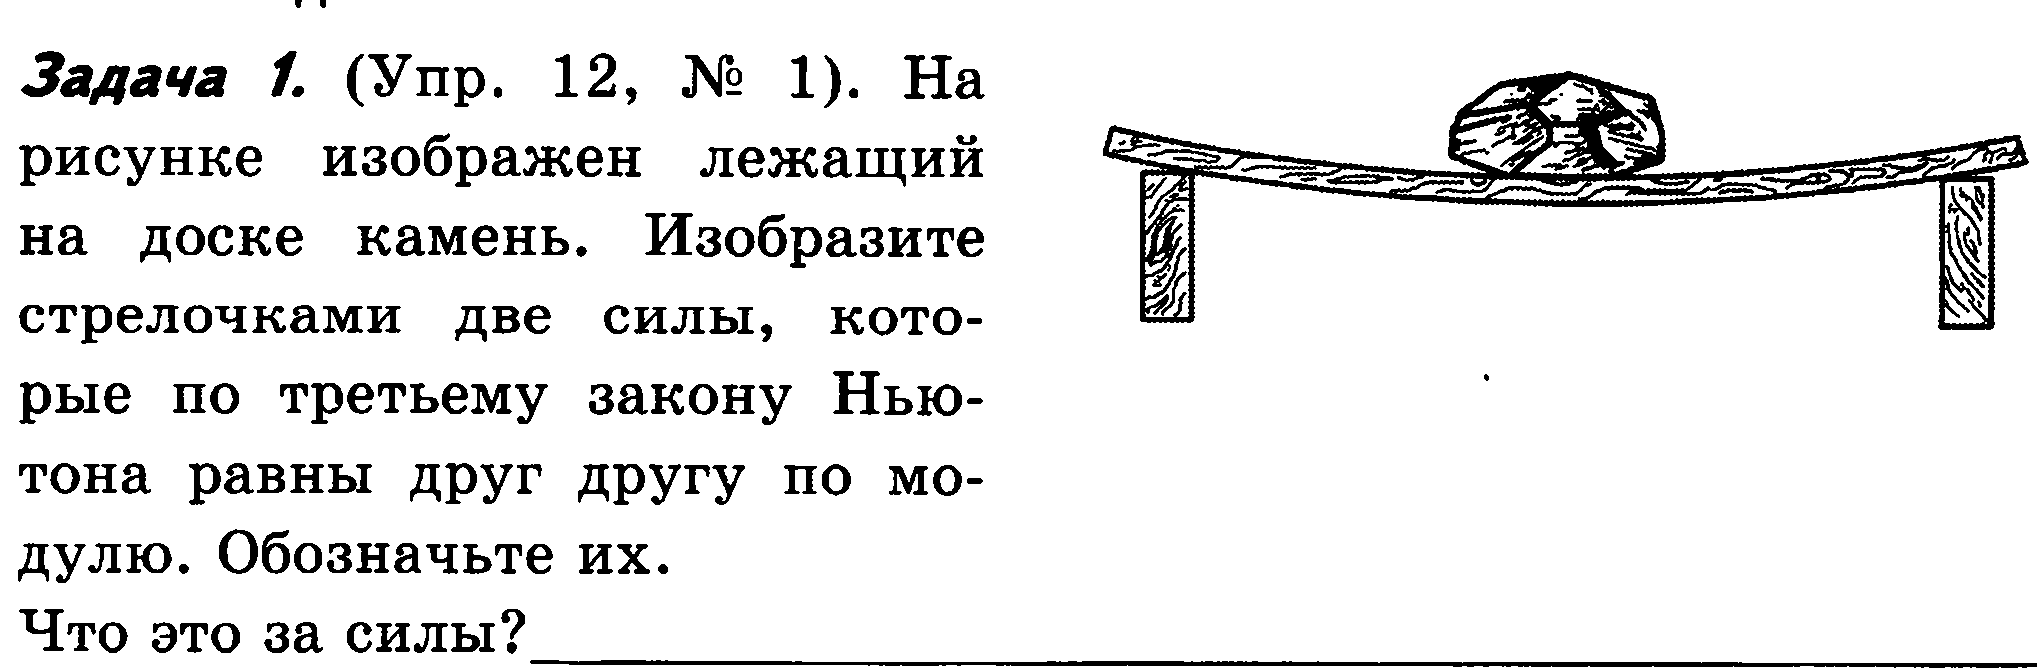 Задача 1. (Упр. 12, № 1). На
рисунке изображен лежащий
на доске камень. Изобразите
стрелочками две силы, кото-
рые по третьему закону Нью-
тона равны друг другу по мо-
дулю. Обозначьте их.
Что это за силы?